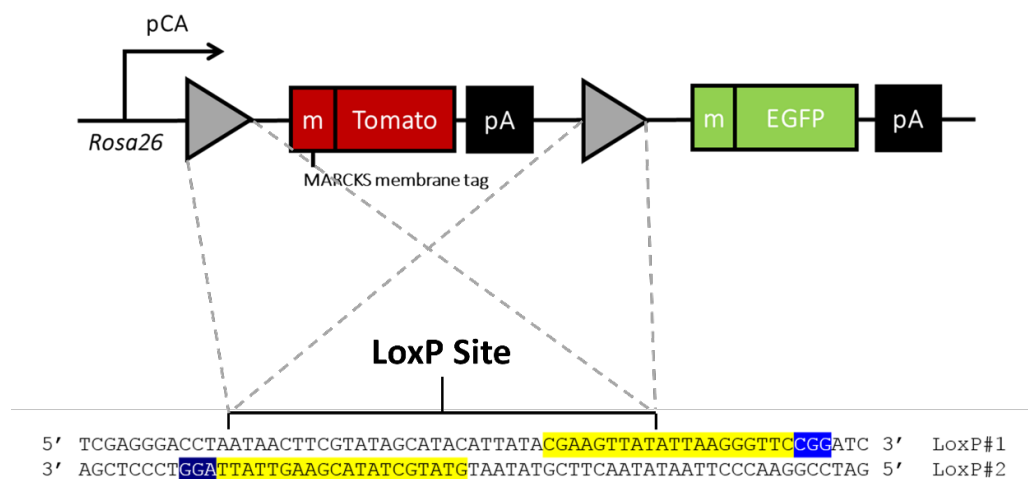 pCA
Rosa26
m Tomato pA m EGFP pA
MARCKS membrane tag
LoxP Site
5’ TCGAGGGACCTAATAACTTCGTATAGCATACATTATACGAAGTTATATTAAGGGTTCCGGATC 3’ LoxP#1
3’ AGCTCCCTGGATTATTGAAGCATATCGTATGTAATATGCTTCAATATAATTCCCAAGGCCTAG 5’ LoxP#2